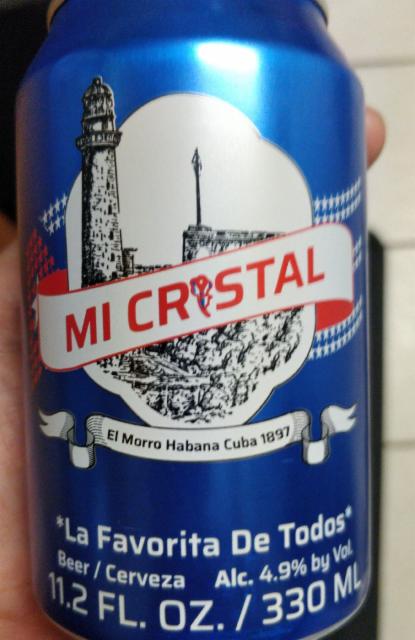 MI CRISTAL
El Morro Habana Cuba 1897
*La Favorita De Todos*
Beer / Cerveza Alc. 4.9% by Vol.
11.2 FL. OZ. / 330 ML